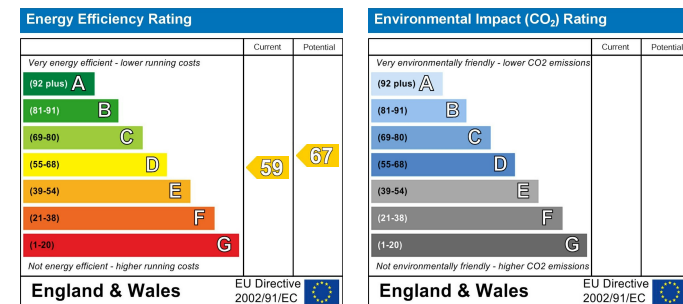 Energy Efficiency Rating
Current Potential
Very energy efficient - lower running costs
(92 plus) A
(81-91) B
(69-80) C
(55-68) D
(39-54) E
(21-38) F
(1-20) G
59
67
Not energy efficient - higher running costs
England & Wales
EU Directive
2002/91/EC
Environmental Impact (CO₂) Rating
Current Potential
Very environmentally friendly - lower CO2 emissions
(92 plus) A
(81-91) B
(69-80) C
(55-68) D
(39-54) E
(21-38) F
(1-20) G
Not environmentally friendly - higher CO2 emissions
England & Wales
EU Directive
2002/91/EC